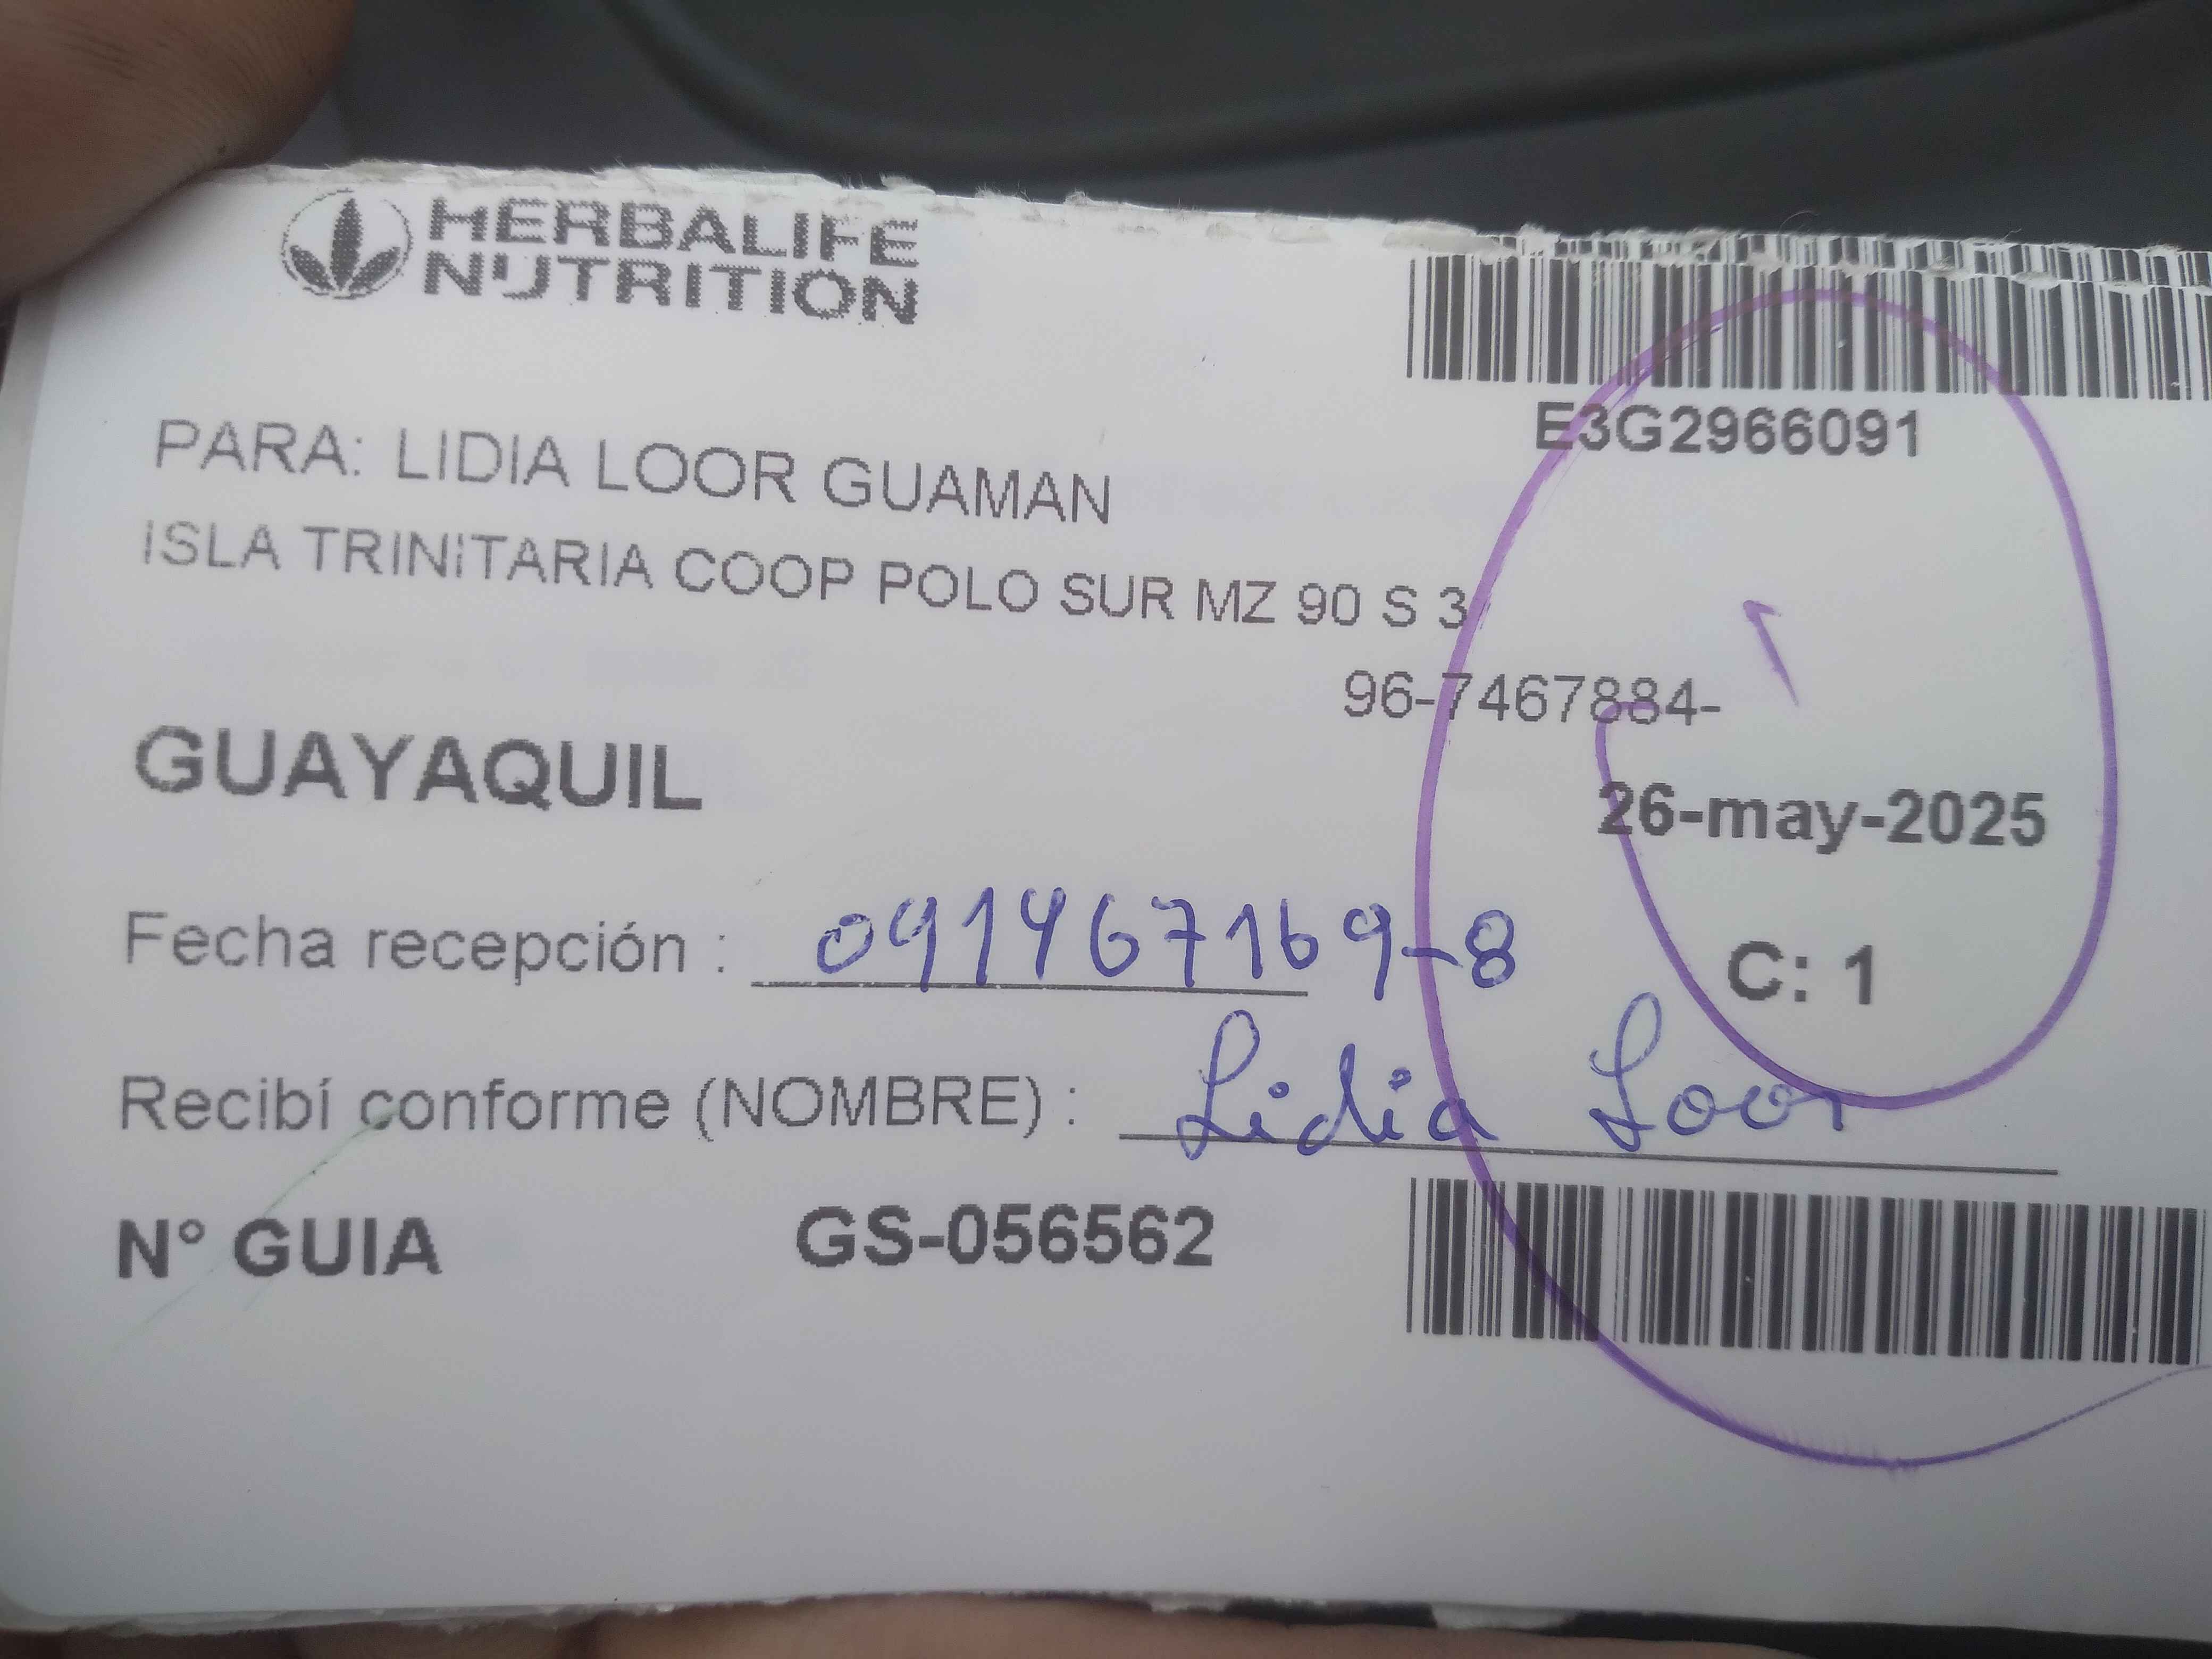 HERBALIFE
NUTRITION
E3G2966091
PARA: LIDIA LOOR GUAMAN
ISLA TRINITARIA COOP POLO SUR MZ 90 S 3
96-7467884-
GUAYAQUIL
26-may-2025
Fecha recepción : 091467169-8
C: 1
Recibí conforme (NOMBRE) : Lidia Loor
N° GUIA GS-056562